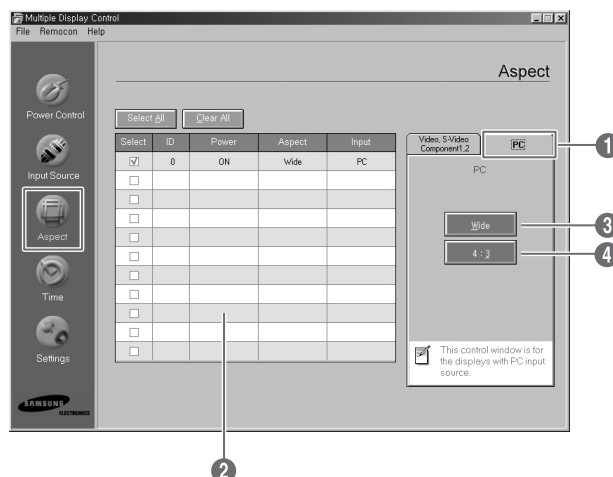 Multiple Display Control
File Remocon Help
Aspect
Power Control
Input Source
Aspect
Time
Settings
SAMSUNG
ELECTRONICS
Select All Clear All
Select ID Power Aspect Input
0 ON Wide PC
Video, S-Video
Component1,2
PC
PC
Wide
4 : 3
This control window is for
the displays with PC input
source.
1
3
4
2